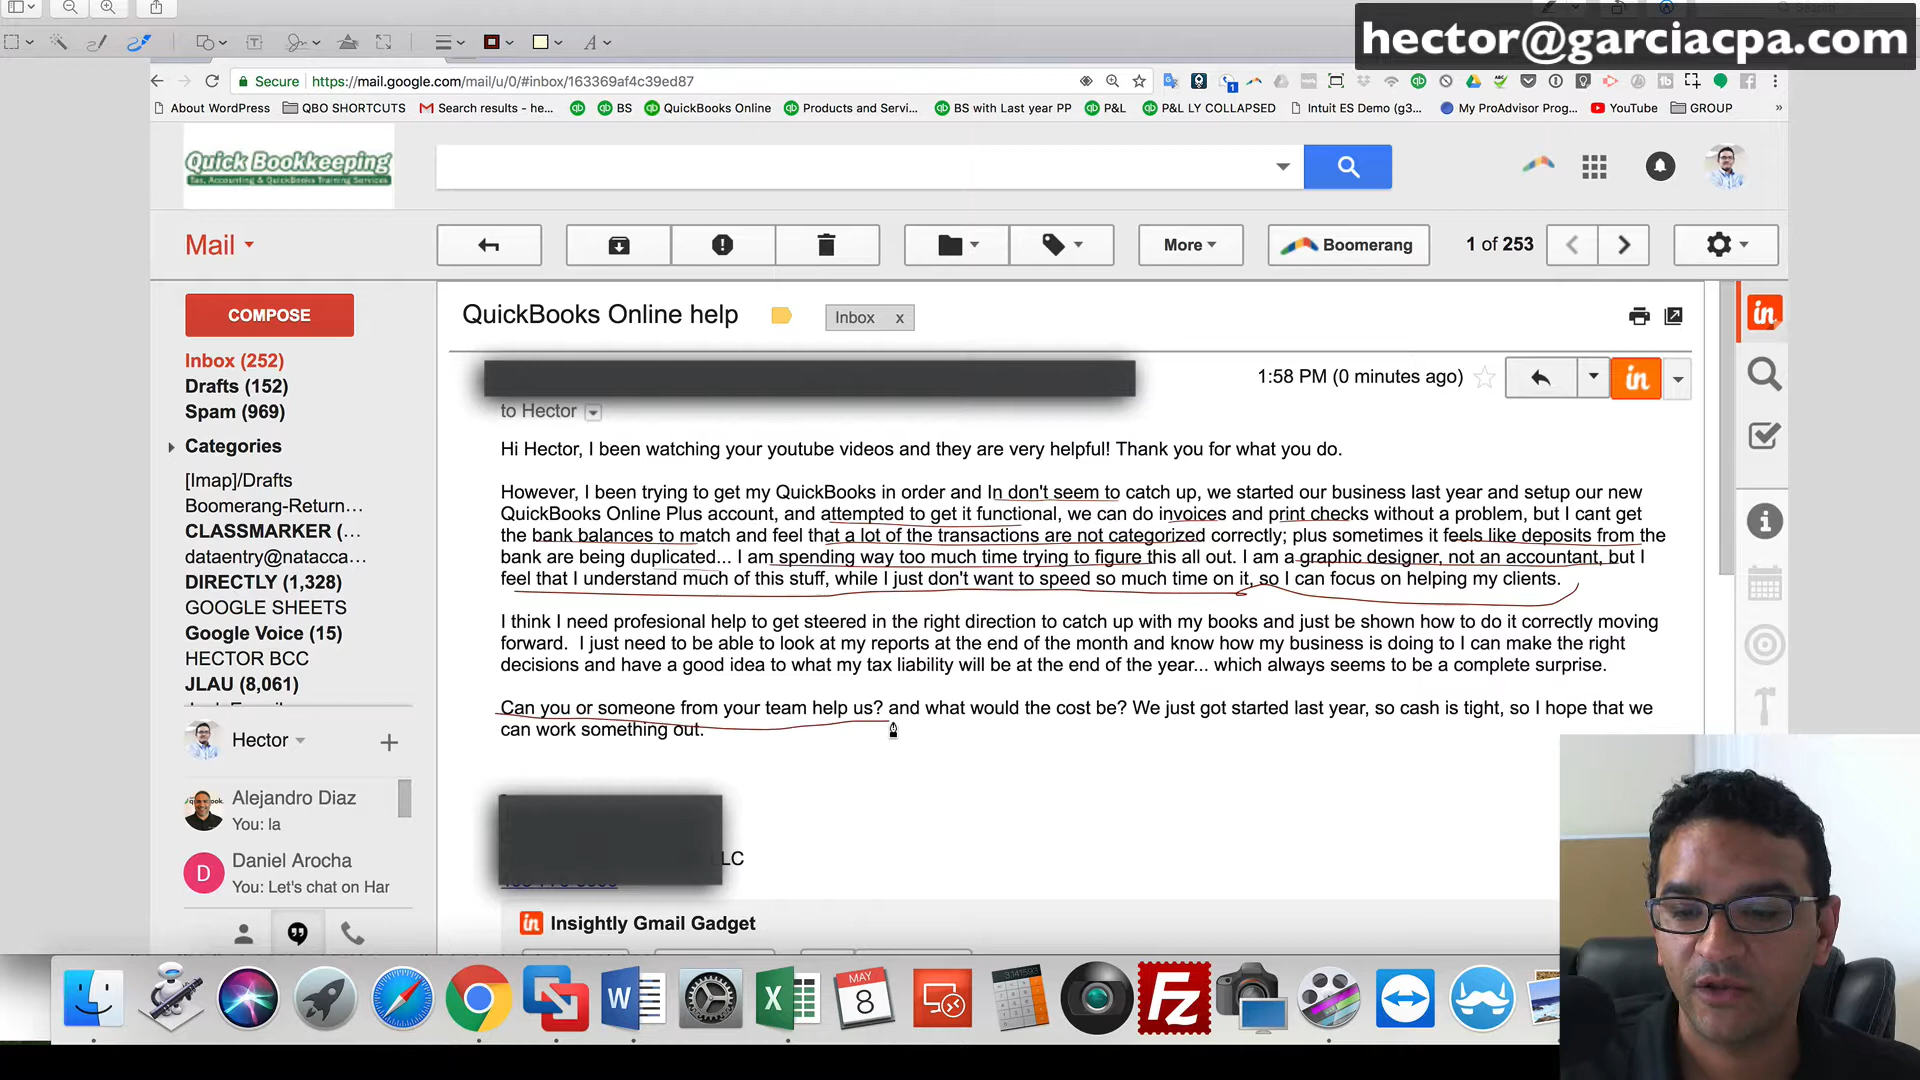 hector@garciacpa.com
Secure https://mail.google.com/mail/u/0/#inbox/163369af4c39ed87
About WordPress QBO SHORTCUTS Search results - he... BS QuickBooks Online Products and Servi... BS with Last year PP P&L P&L LY COLLAPSED Intuit ES Demo (g3... My ProAdvisor Prog... YouTube GROUP »
Quick Bookkeeping
Tax, Accounting & QuickBooks Training Services
Mail
More
Boomerang
1 of 253
COMPOSE
Inbox (252)
Drafts (152)
Spam (969)
Categories
[Imap]/Drafts
Boomerang-Return...
CLASSMARKER (...
dataentry@natacca...
DIRECTLY (1,328)
GOOGLE SHEETS
Google Voice (15)
HECTOR BCC
JLAU (8,061)
Hector
Alejandro Diaz
You: la
D
Daniel Arocha
You: Let's chat on Har
QuickBooks Online help
Inbox x
1:58 PM (0 minutes ago)
in
in
to Hector
Hi Hector, I been watching your youtube videos and they are very helpful! Thank you for what you do.
However, I been trying to get my QuickBooks in order and In don't seem to catch up, we started our business last year and setup our new
QuickBooks Online Plus account, and attempted to get it functional, we can do invoices and print checks without a problem, but I cant get
the bank balances to match and feel that a lot of the transactions are not categorized correctly; plus sometimes it feels like deposits from the
bank are being duplicated... I am spending way too much time trying to figure this all out. I am a graphic designer, not an accountant, but I
feel that I understand much of this stuff, while I just don't want to speed so much time on it, so I can focus on helping my clients.
I think I need profesional help to get steered in the right direction to catch up with my books and just be shown how to do it correctly moving
forward. I just need to be able to look at my reports at the end of the month and know how my business is doing to I can make the right
decisions and have a good idea to what my tax liability will be at the end of the year... which always seems to be a complete surprise.
Can you or someone from your team help us? and what would the cost be? We just got started last year, so cash is tight, so I hope that we
can work something out.
LLC
in Insightly Gmail Gadget
W
X
MAY
8
Fz